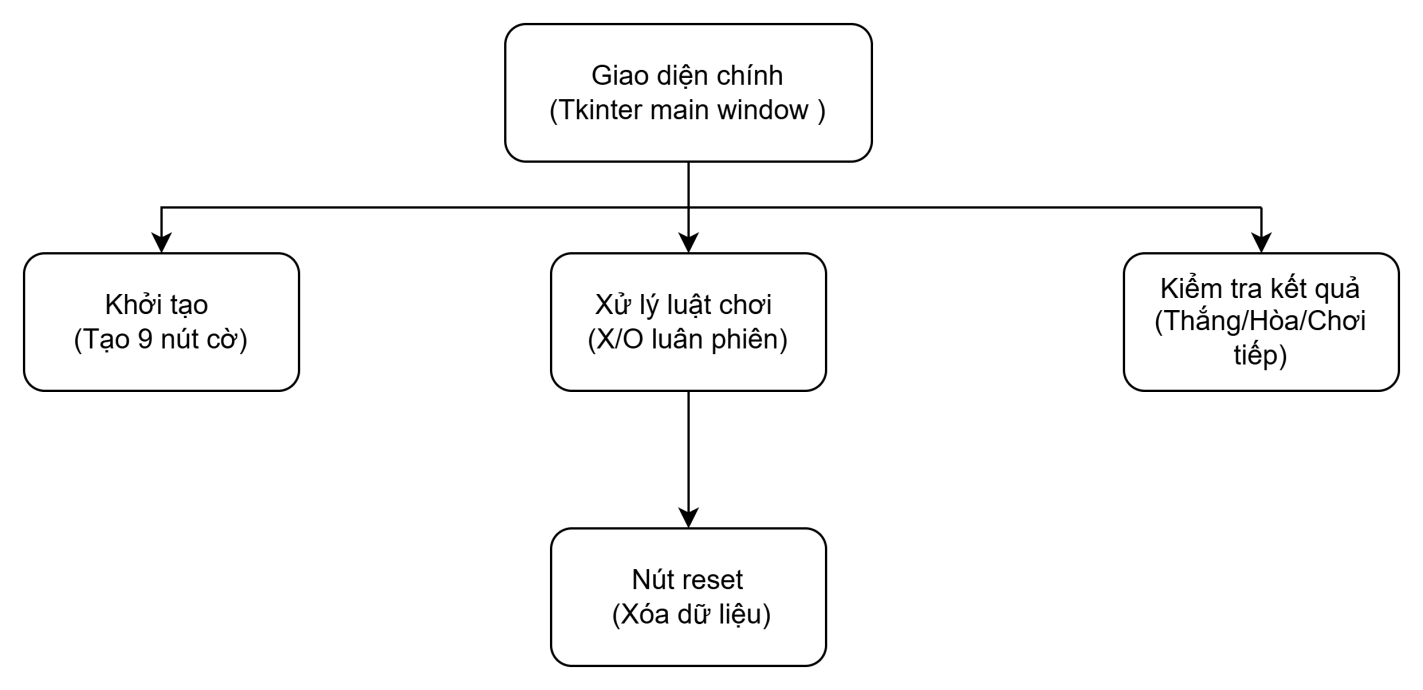 Giao diện chính
(Tkinter main window )
Khởi tạo
(Tạo 9 nút cờ)
Xử lý luật chơi
(X/O luân phiên)
Kiểm tra kết quả
(Thắng/Hòa/Chơi
tiếp)
Nút reset
(Xóa dữ liệu)